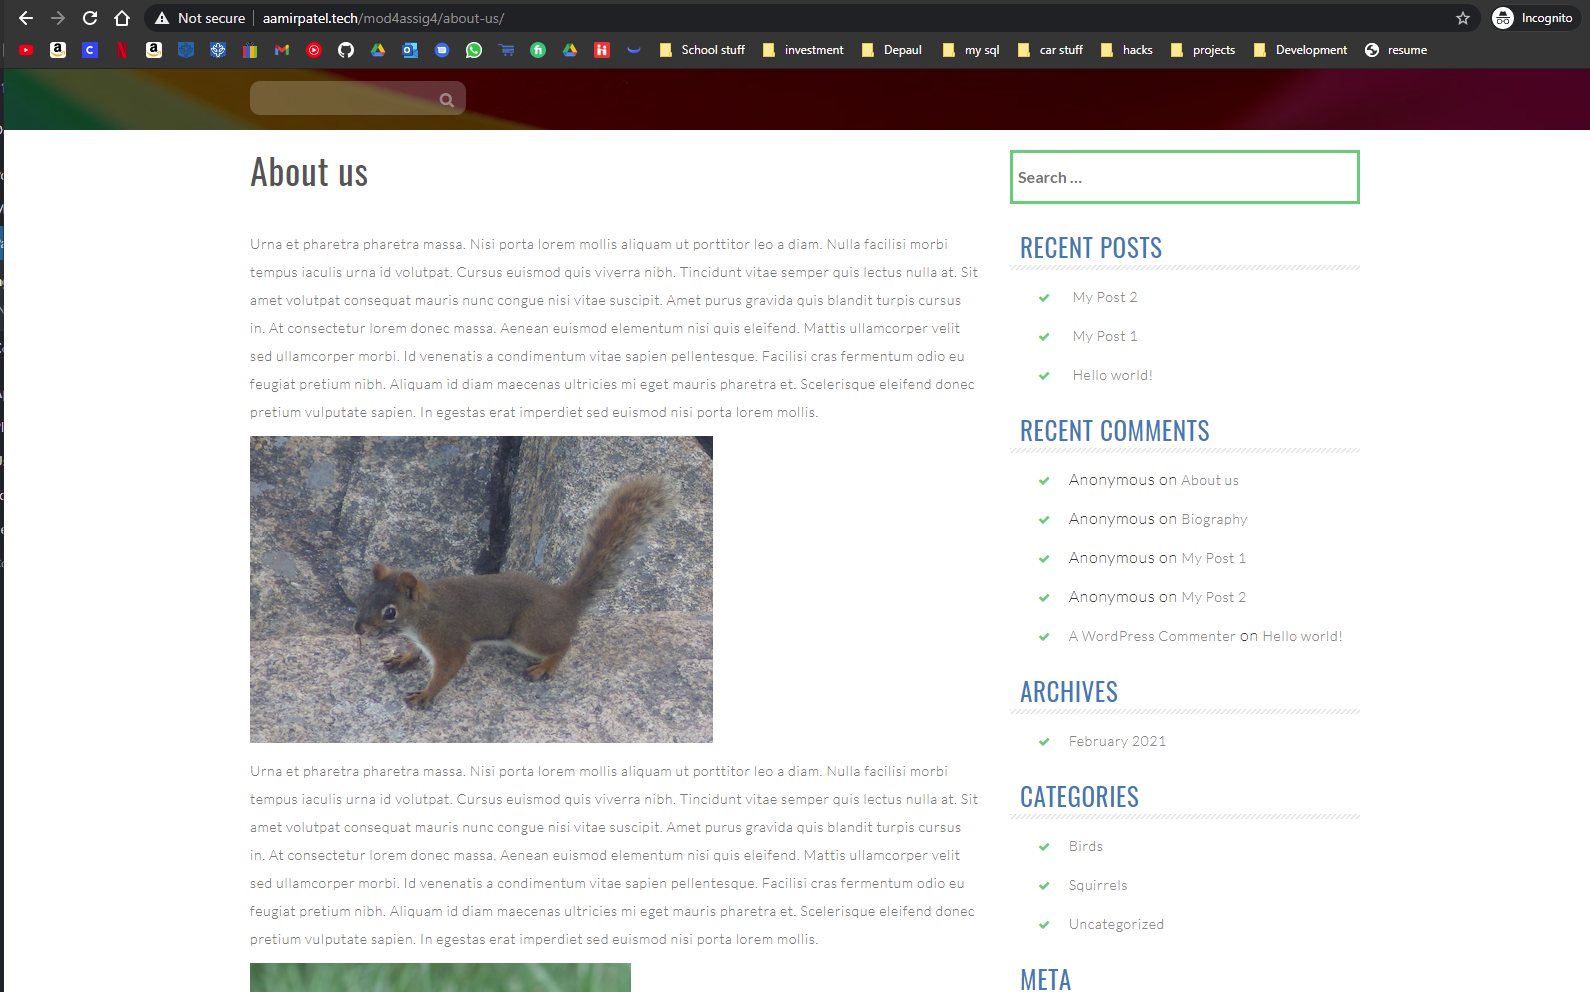 Not secure
aamirpatel.tech/mod4assig4/about-us/
Incognito
School stuff
investment
Depaul
my sql
car stuff
hacks
projects
Development
resume
About us
Urna et pharetra pharetra massa. Nisi porta lorem mollis aliquam ut porttitor leo a diam. Nulla facilisi morbi
tempus iaculis urna id volutpat. Cursus euismod quis viverra nibh. Tincidunt vitae semper quis lectus nulla at. Sit
amet volutpat consequat mauris nunc congue nisi vitae suscipit. Amet purus gravida quis blandit turpis cursus
in. At consectetur lorem donec massa. Aenean euismod elementum nisi quis eleifend. Mattis ullamcorper velit
sed ullamcorper morbi. Id venenatis a condimentum vitae sapien pellentesque. Facilisi cras fermentum odio eu
feugiat pretium nibh. Aliquam id diam maecenas ultricies mi eget mauris pharetra et. Scelerisque eleifend donec
pretium vulputate sapien. In egestas erat imperdiet sed euismod nisi porta lorem mollis.
Urna et pharetra pharetra massa. Nisi porta lorem mollis aliquam ut porttitor leo a diam. Nulla facilisi morbi
tempus iaculis urna id volutpat. Cursus euismod quis viverra nibh. Tincidunt vitae semper quis lectus nulla at. Sit
amet volutpat consequat mauris nunc congue nisi vitae suscipit. Amet purus gravida quis blandit turpis cursus
in. At consectetur lorem donec massa. Aenean euismod elementum nisi quis eleifend. Mattis ullamcorper velit
sed ullamcorper morbi. Id venenatis a condimentum vitae sapien pellentesque. Facilisi cras fermentum odio eu
feugiat pretium nibh. Aliquam id diam maecenas ultricies mi eget mauris pharetra et. Scelerisque eleifend donec
pretium vulputate sapien. In egestas erat imperdiet sed euismod nisi porta lorem mollis.
Search ...
RECENT POSTS
My Post 2
My Post 1
Hello world!
RECENT COMMENTS
Anonymous on About us
Anonymous on Biography
Anonymous on My Post 1
Anonymous on My Post 2
A WordPress Commenter on Hello world!
ARCHIVES
February 2021
CATEGORIES
Birds
Squirrels
Uncategorized
META